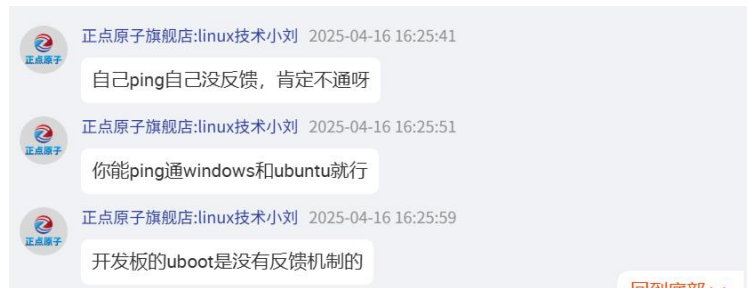 正点原子旗舰店:linux技术小刘 2025-04-16 16:25:41
正点原子
自己ping自己没反馈，肯定不通呀
正点原子旗舰店:linux技术小刘 2025-04-16 16:25:51
正点原子
你能ping通windows和ubuntu就行
正点原子旗舰店:linux技术小刘 2025-04-16 16:25:59
正点原子
开发板的uboot是没有反馈机制的
回到底部